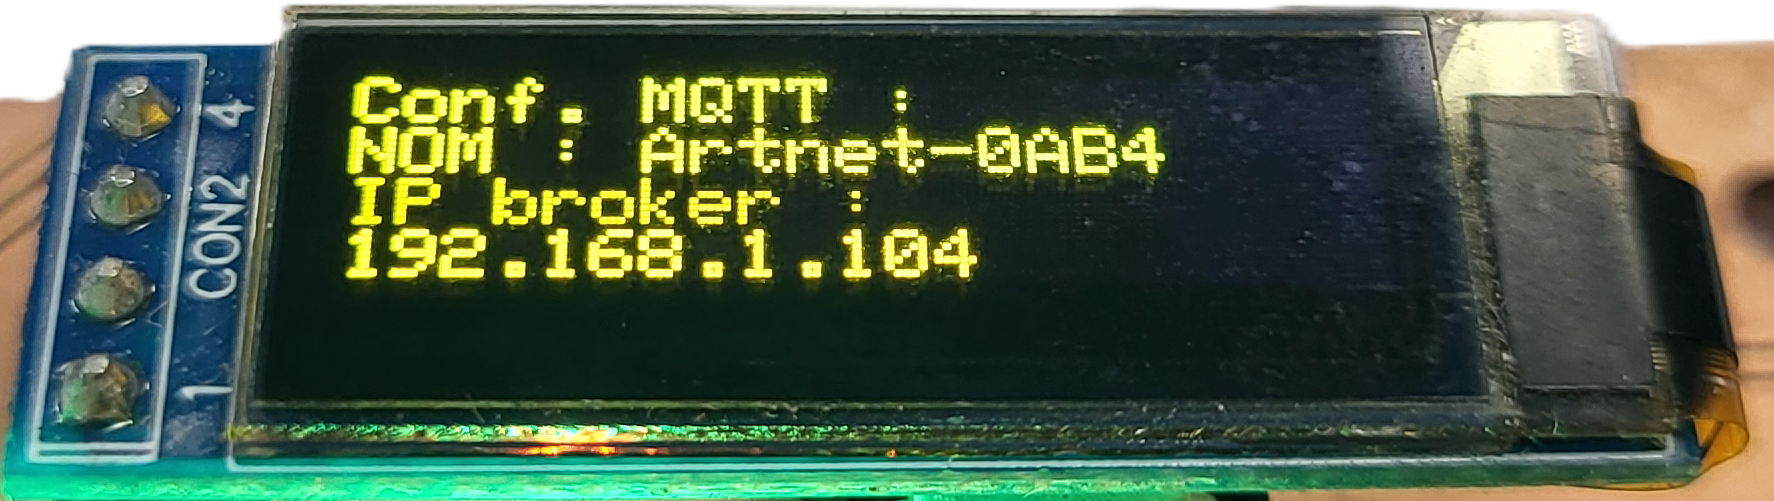 Conf. MQTT :
NOM : Artnet-0AB4
IP broker :
192.168.1.104
4
CON2
1